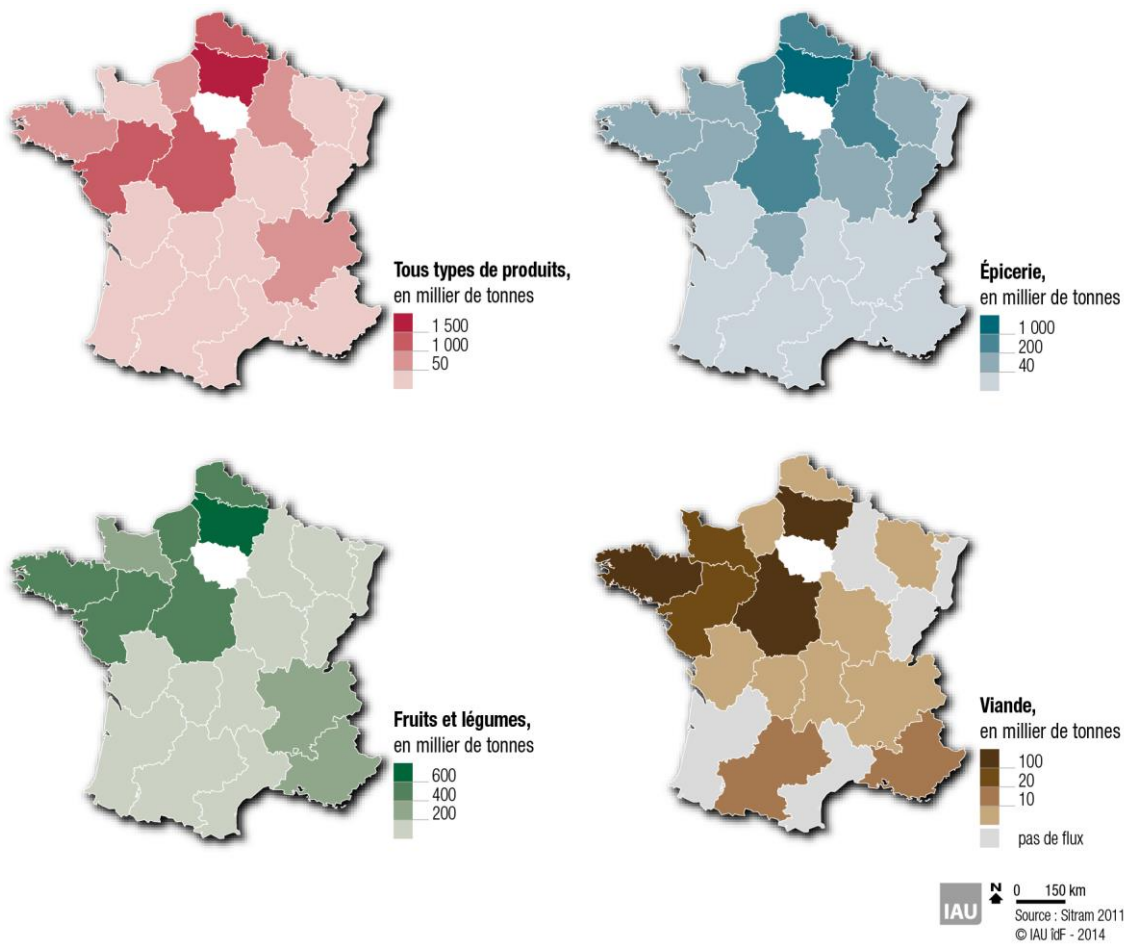 Tous types de produits,
en millier de tonnes
1 500
1 000
50
Épicerie,
en millier de tonnes
1 000
200
40
Fruits et légumes,
en millier de tonnes
600
400
200
Viande,
en millier de tonnes
100
20
10
pas de flux
IAU
N
0 150 km
Source : Sitram 2011
© IAU îdF - 2014